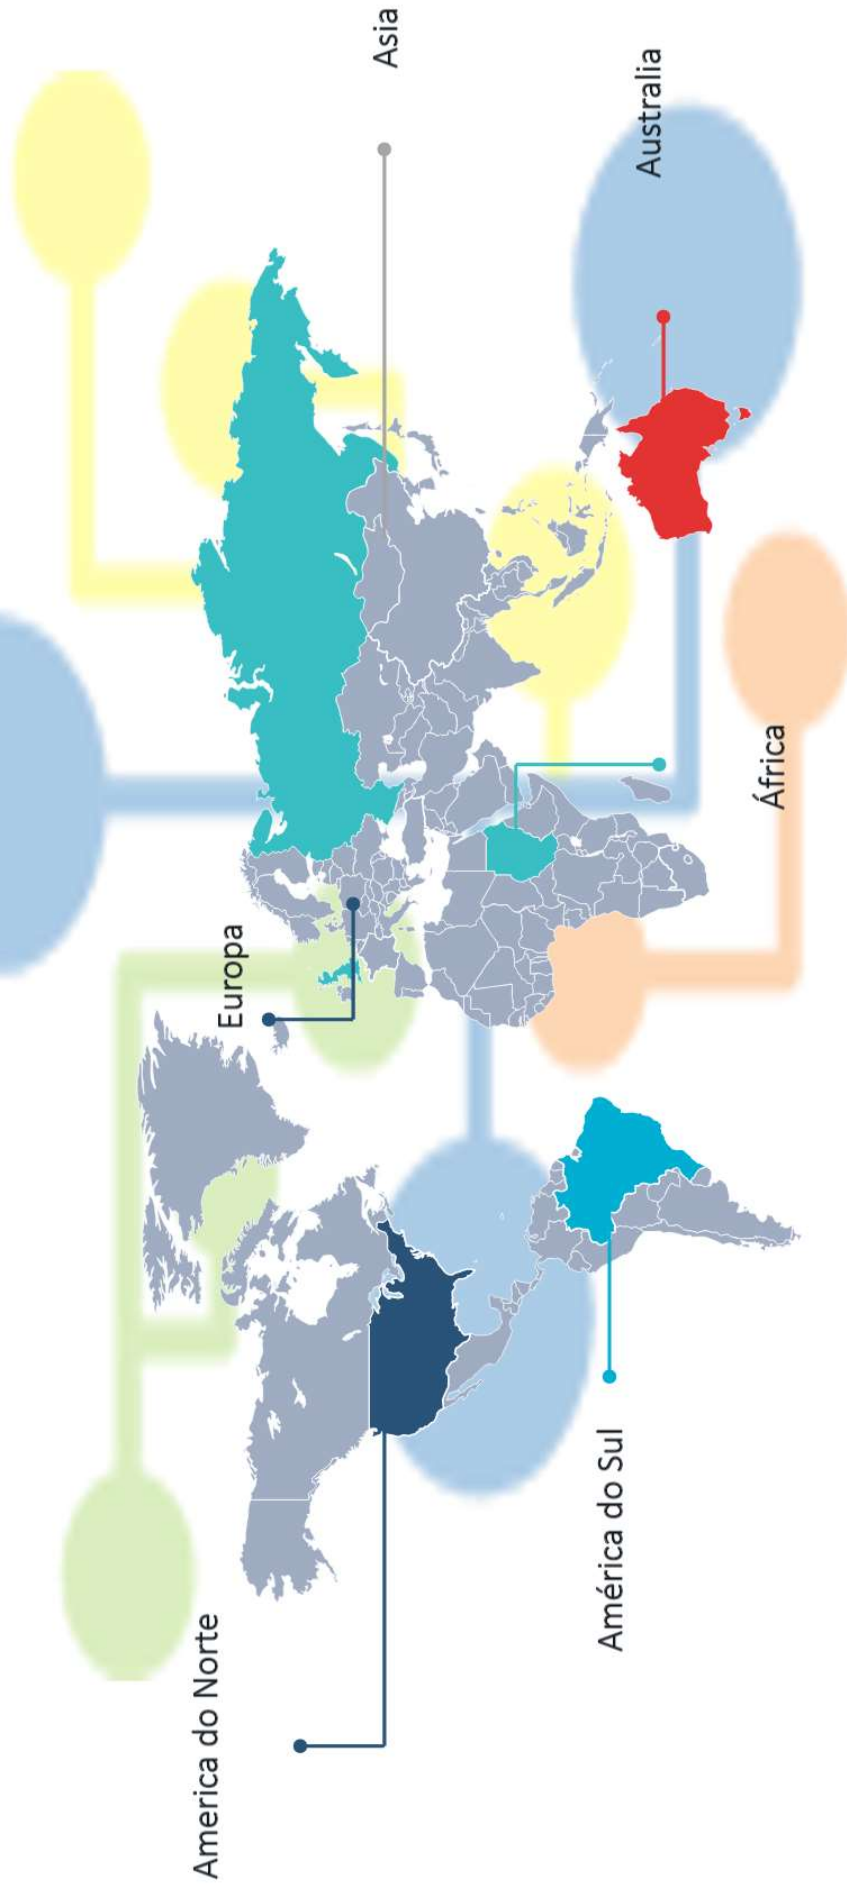 America do Norte
Europa
Asia
América do Sul
África
Australia